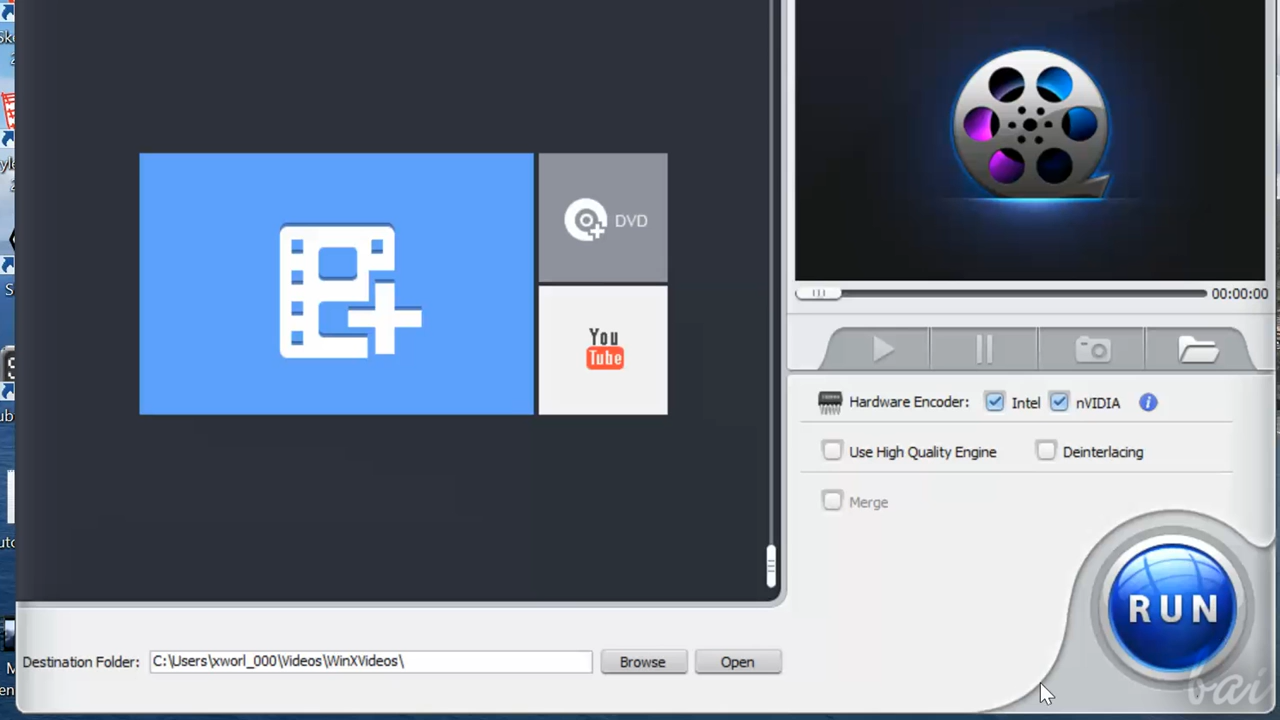 DVD
You
Tube
00:00:00
Hardware Encoder: Intel nVIDIA
Use High Quality Engine Deinterlacing
Merge
RUN
Destination Folder: C:\Users\xworl_000\Videos\WinXVideos\ Browse Open
bai